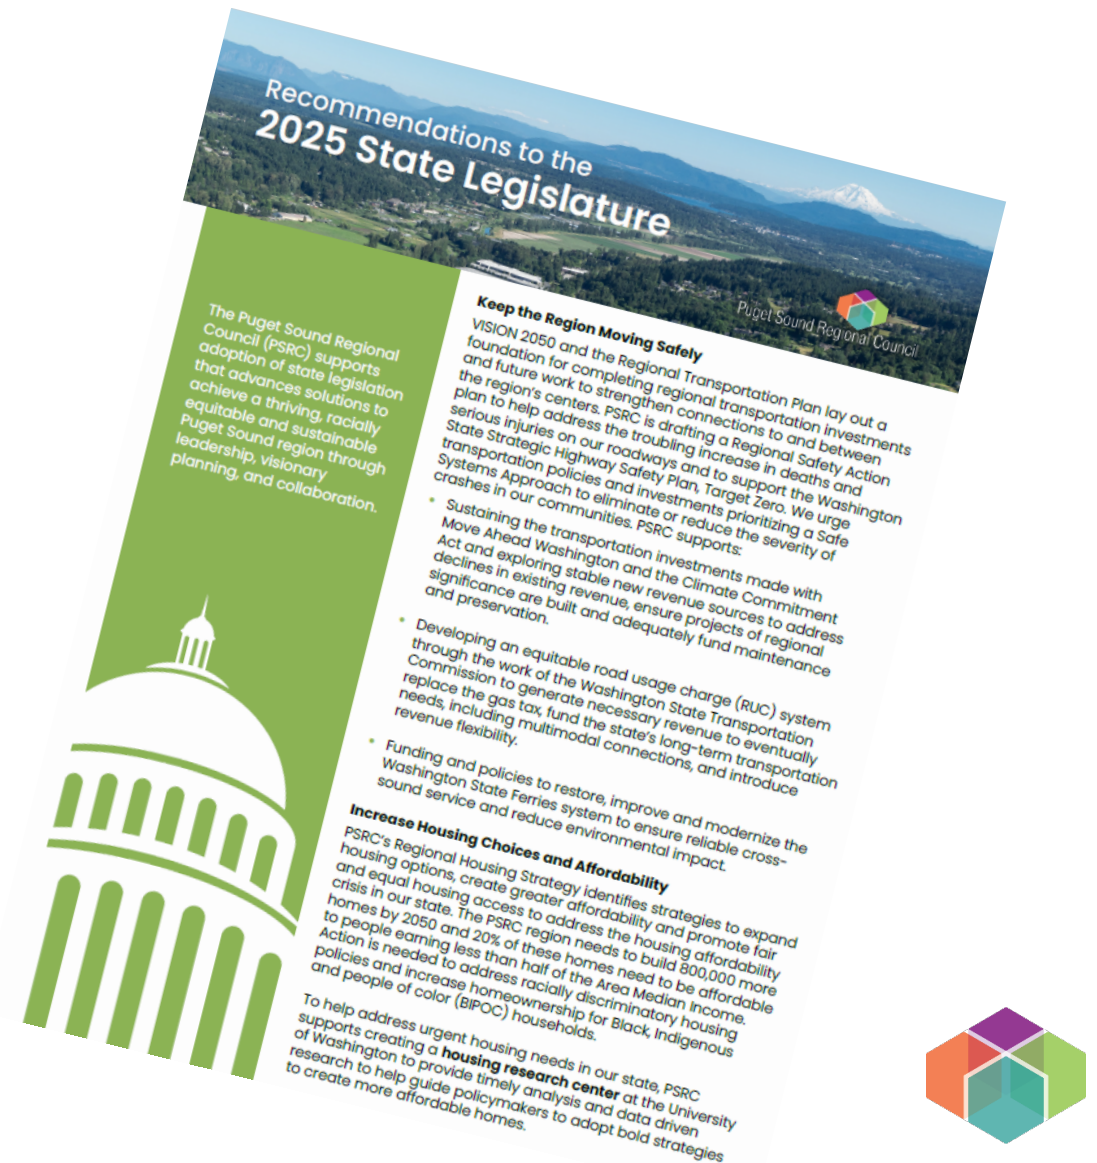 Recommendations to the
2025 State Legislature
Puget Sound Regional Council
The Puget Sound Regional
Council (PSRC) supports
adoption of state legislation
that advances solutions to
achieve a thriving, racially
equitable and sustainable
Puget Sound region through
leadership, visionary
planning, and collaboration.
Keep the Region Moving Safely
VISION 2050 and the Regional Transportation Plan lay out a
foundation for completing regional transportation investments
and future work to strengthen connections to and between
the region's centers. PSRC is drafting a Regional Safety Action
plan to help address the troubling increase in deaths and
serious injuries on our roadways and to support the Washington
State Strategic Highway Safety Plan, Target Zero. We urge
transportation policies and investments prioritizing a Safe
Systems Approach to eliminate or reduce the severity of
crashes in our communities. PSRC supports:
• Sustaining the transportation investments made with
Move Ahead Washington and the Climate Commitment
Act and exploring stable new revenue sources to address
declines in existing revenue, ensure projects of regional
significance are built and adequately fund maintenance
and preservation.
• Developing an equitable road usage charge (RUC) system
through the work of the Washington State Transportation
Commission to generate necessary revenue to eventually
replace the gas tax, fund the state's long-term transportation
needs, including multimodal connections, and introduce
revenue flexibility.
• Funding and policies to restore, improve and modernize the
Washington State Ferries system to ensure reliable cross-
sound service and reduce environmental impact.
Increase Housing Choices and Affordability
PSRC's Regional Housing Strategy identifies strategies to expand
housing options, create greater affordability and promote fair
and equal housing access to address the housing affordability
crisis in our state. The PSRC region needs to build 800,000 more
homes by 2050 and 20% of these homes need to be affordable
to people earning less than half of the Area Median Income.
Action is needed to address racially discriminatory housing
policies and increase homeownership for Black, Indigenous
and people of color (BIPOC) households.
To help address urgent housing needs in our state, PSRC
supports creating a housing research center at the University
of Washington to provide timely analysis and data driven
research to help guide policymakers to adopt bold strategies
to create more affordable homes.